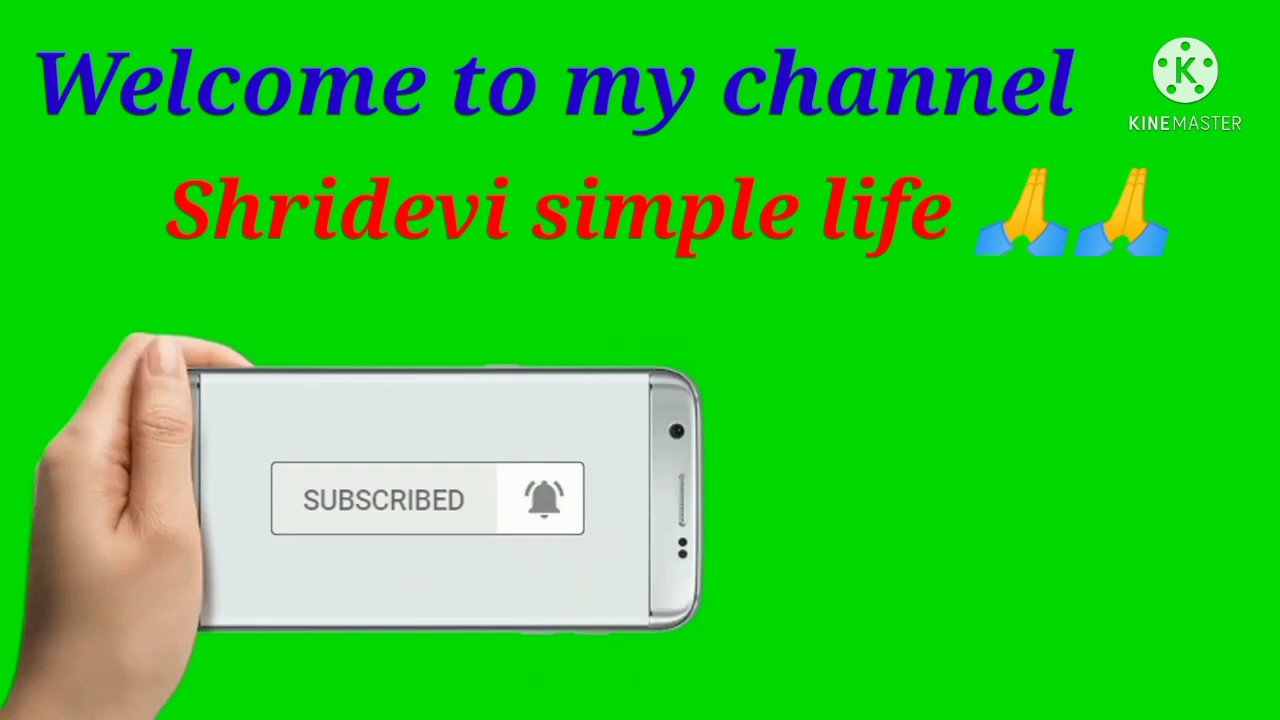 Welcome to my channel
KINEMASTER
Shridevi simple life 🙏🙏
SUBSCRIBED